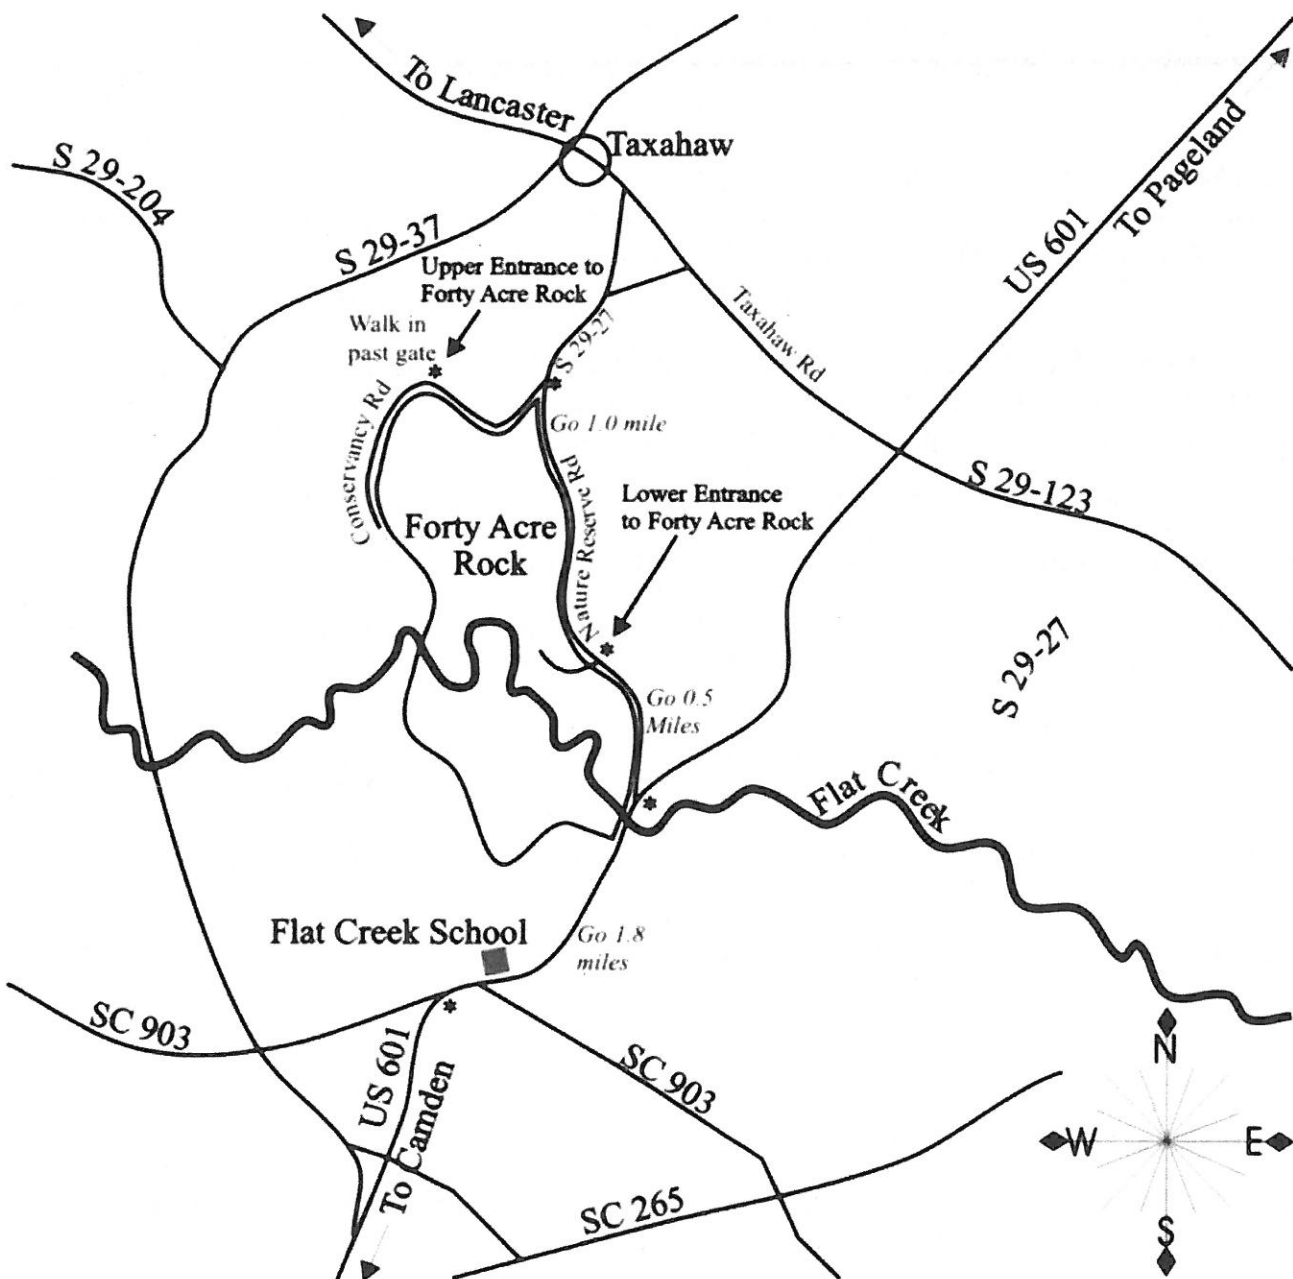 To Lancaster
Taxahaw
S 29-204
S 29-37
To Pageland
US 601
Upper Entrance to
Forty Acre Rock
Walk in
past gate
S 29-27
Taxahaw Rd
Conservancy Rd
Go 1.0 mile
Nature Reserve Rd
S 29-123
Lower Entrance
to Forty Acre Rock
Forty Acre
Rock
S 29-27
Go 0.5
Miles
Flat Creek
Flat Creek School
Go 1.8
miles
SC 903
US 601
To Camden
SC 903
SC 265
N
W
E
S